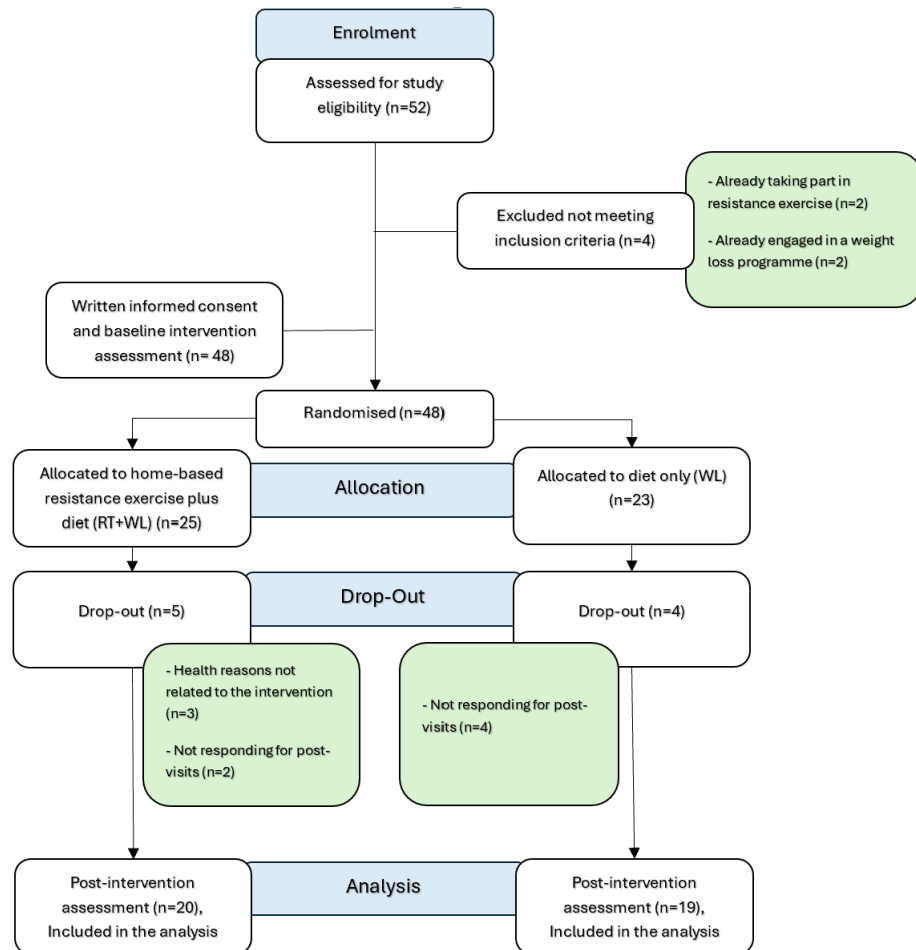 Enrolment
Assessed for study
eligibility (n=52)
- Already taking part in
resistance exercise (n=2)
- Already engaged in a weight
loss programme (n=2)
Excluded not meeting
inclusion criteria (n=4)
Written informed consent
and baseline intervention
assessment (n= 48)
Randomised (n=48)
Allocated to home-based
resistance exercise plus
diet (RT+WL) (n=25)
Allocation
Allocated to diet only (WL)
(n=23)
Drop-out (n=5)
Drop-Out
Drop-out (n=4)
- Health reasons not
related to the intervention
(n=3)
- Not responding for post-
visits (n=2)
- Not responding for post-
visits (n=4)
Post-intervention
assessment (n=20),
Included in the analysis
Analysis
Post-intervention
assessment (n=19),
Included in the analysis